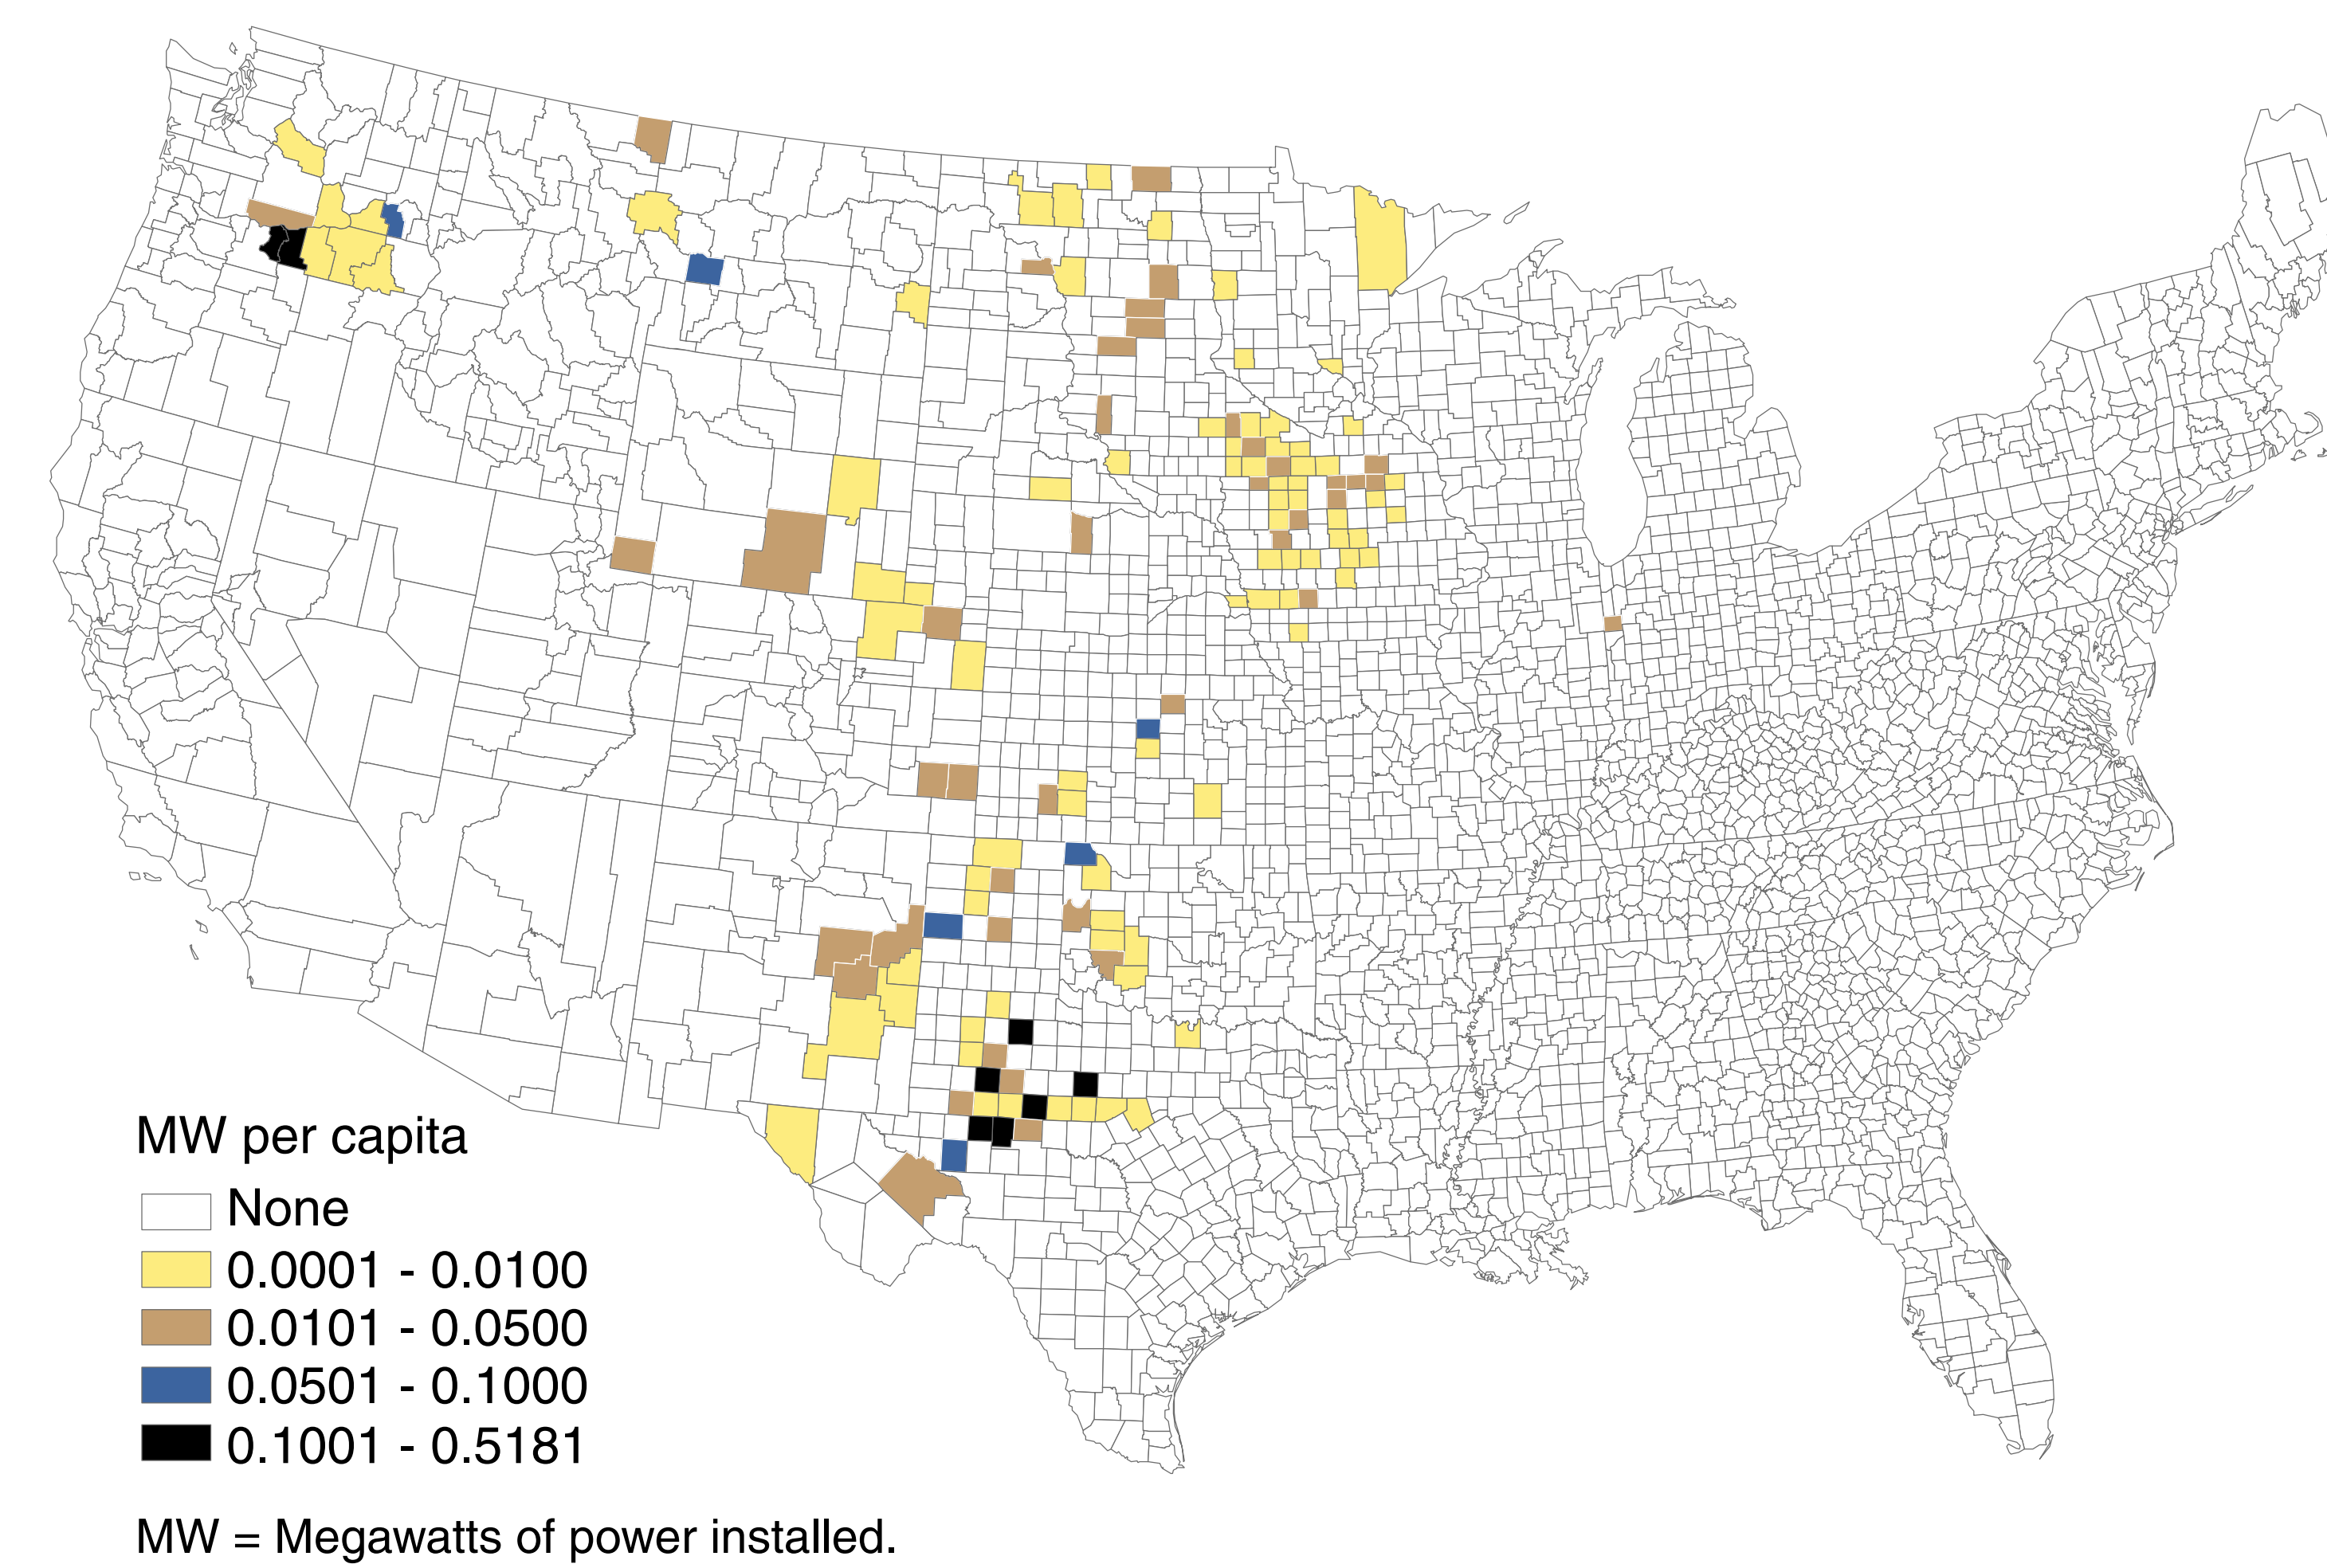 MW per capita
None
0.0001 - 0.0100
0.0101 - 0.0500
0.0501 - 0.1000
0.1001 - 0.5181
MW = Megawatts of power installed.